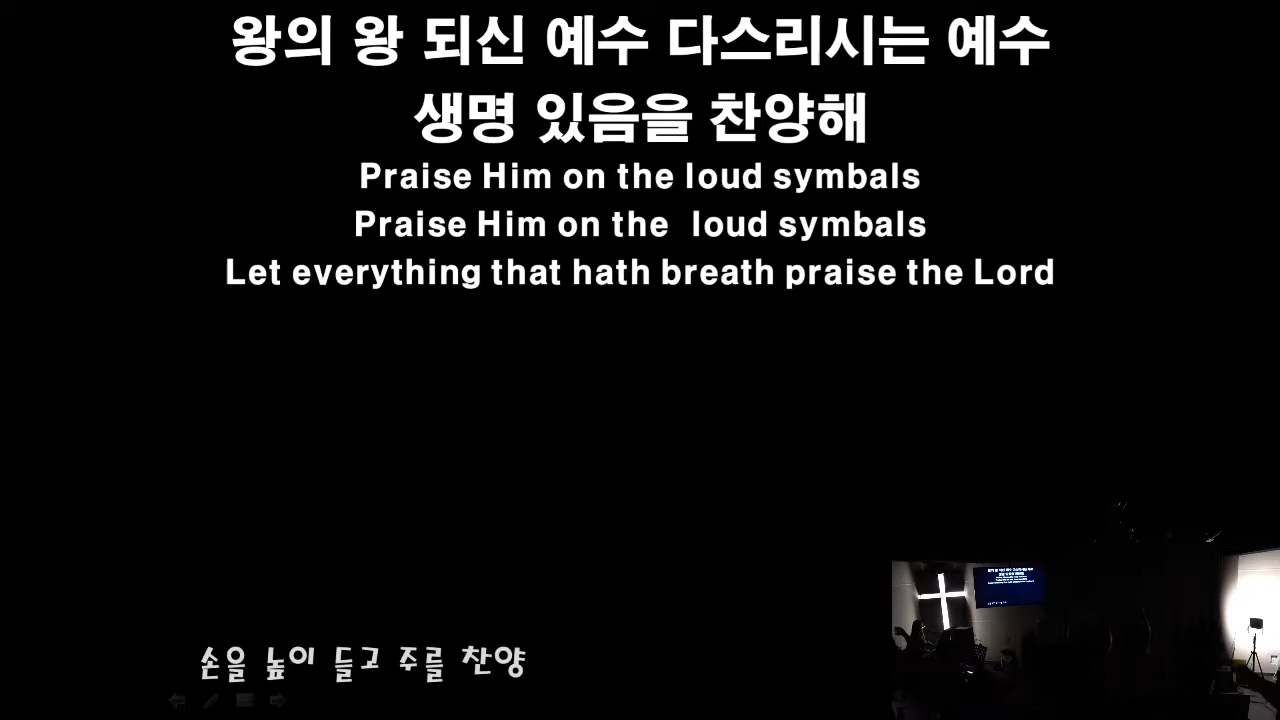 왕의 왕 되신 예수 다스리시는 예수
생명 있음을 찬양해
Praise Him on the loud symbals
Praise Him on the loud symbals
Let everything that hath breath praise the Lord
손을 높이 들고 주를 찬양